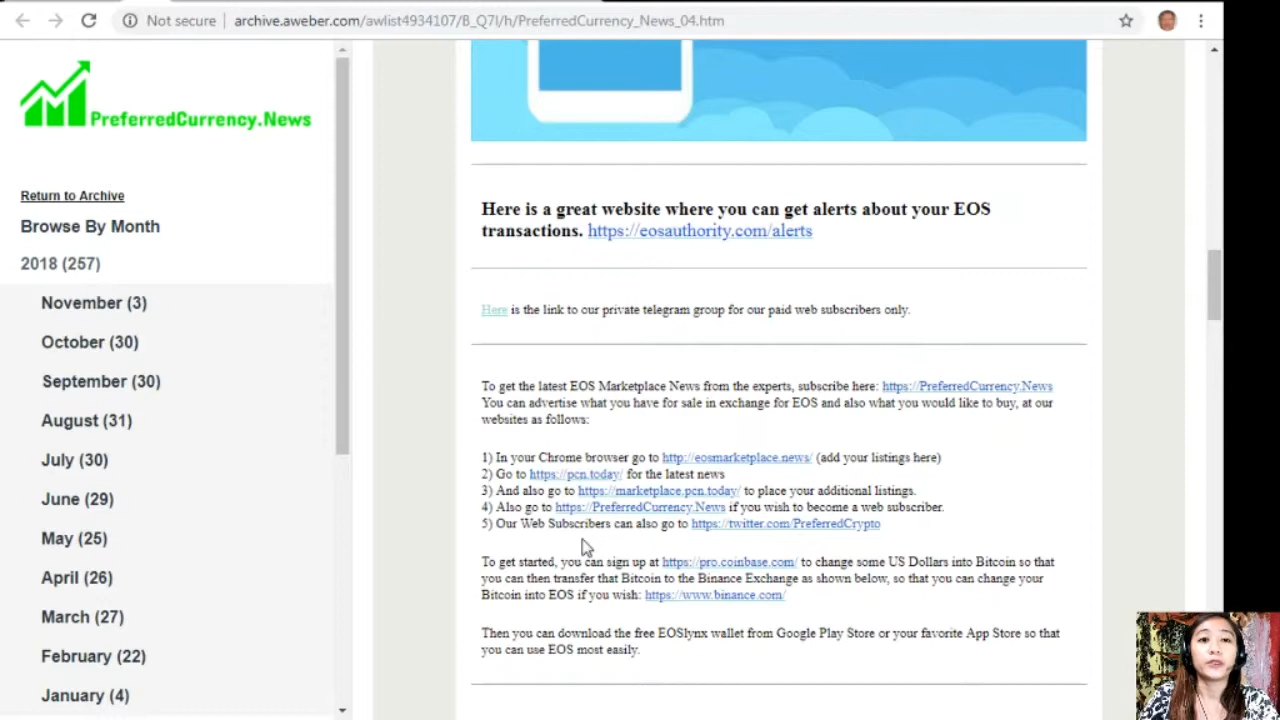 Not secure | archive.aweber.com/awlist4934107/B_Q7l/h/PreferredCurrency_News_04.htm
PreferredCurrency.News
Return to Archive
Browse By Month
2018 (257)
November (3)
October (30)
September (30)
August (31)
July (30)
June (29)
May (25)
April (26)
March (27)
February (22)
January (4)
Here is a great website where you can get alerts about your EOS
transactions. https://eosauthority.com/alerts
Here is the link to our private telegram group for our paid web subscribers only.
To get the latest EOS Marketplace News from the experts, subscribe here: https://PreferredCurrency.News
You can advertise what you have for sale in exchange for EOS and also what you would like to buy, at our
websites as follows:
1) In your Chrome browser go to http://eosmarketplace.news/ (add your listings here)
2) Go to https://pcn.today/ for the latest news
3) And also go to https://marketplace.pcn.today/ to place your additional listings.
4) Also go to https://PreferredCurrency.News if you wish to become a web subscriber.
5) Our Web Subscribers can also go to https://twitter.com/PreferredCrypto
To get started, you can sign up at https://pro.coinbase.com/ to change some US Dollars into Bitcoin so that
you can then transfer that Bitcoin to the Binance Exchange as shown below, so that you can change your
Bitcoin into EOS if you wish: https://www.binance.com/
Then you can download the free EOSlynx wallet from Google Play Store or your favorite App Store so that
you can use EOS most easily.